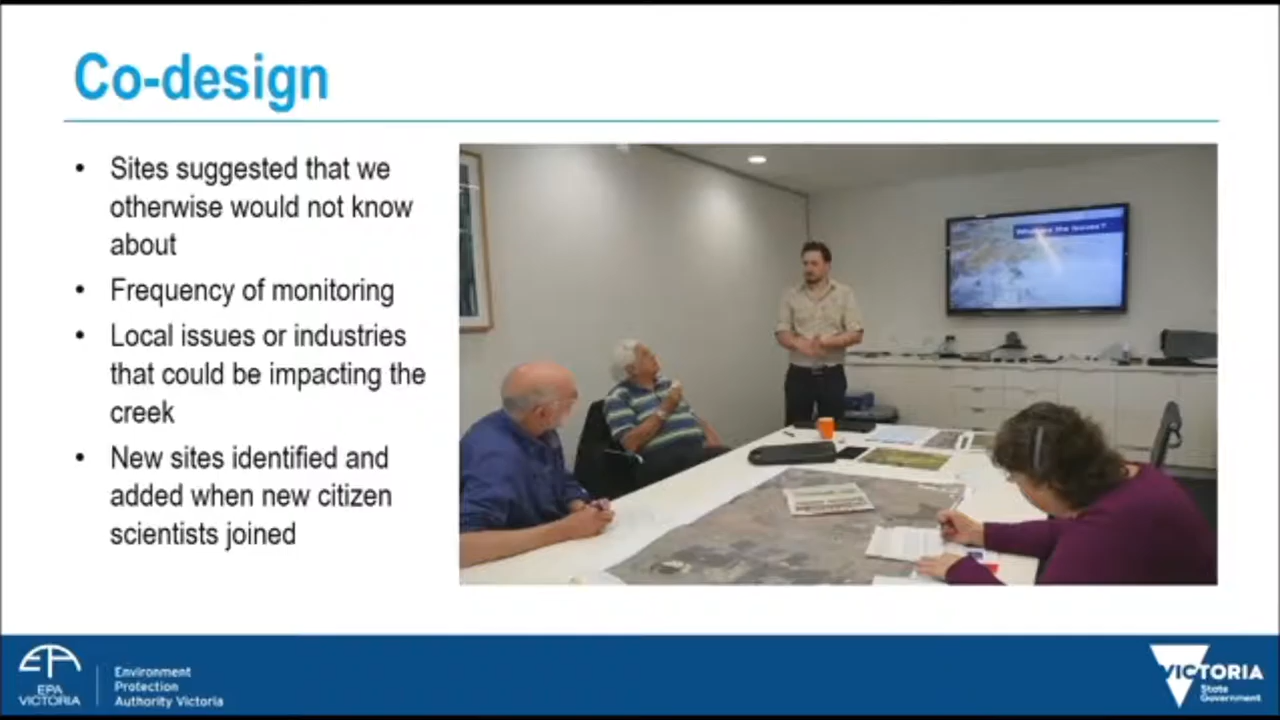 Co-design
• Sites suggested that we
otherwise would not know
about
• Frequency of monitoring
• Local issues or industries
that could be impacting the
creek
• New sites identified and
added when new citizen
scientists joined
the issues?
EPA
VICTORIA
Environment
Protection
Authority Victoria
VICTORIA
State
Government